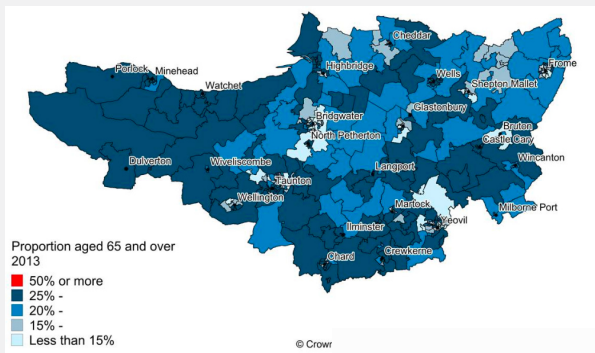 Cheddar
Porlock
Minehead
Highbridge
Wells
Frome
Watchet
Shepton Mallet
Glastonbury
Bridgwater
Bruton
North Petherton
Castle Cary
Dulverton
Wiveliscombe
Langport
Wincanton
Taunton
Wellington
Martock
Milborne Port
Yeovil
Ilminster
Crewkerne
Chard
Proportion aged 65 and over
2013
50% or more
25% -
20% -
15% -
Less than 15%
© Crown